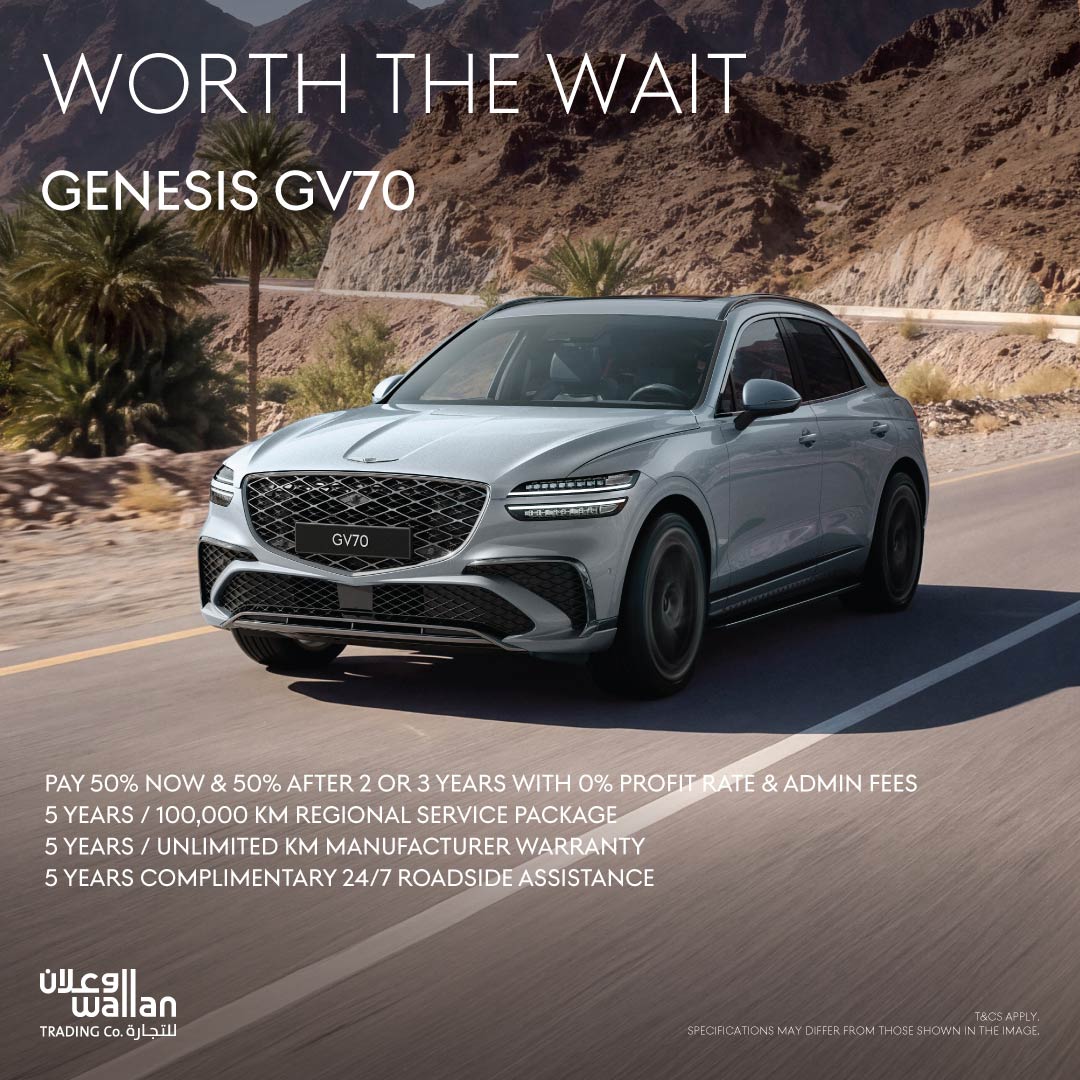 WORTH THE WAIT
GENESIS GV70
GV70
PAY 50% NOW & 50% AFTER 2 OR 3 YEARS WITH 0% PROFIT RATE & ADMIN FEES
5 YEARS / 100,000 KM REGIONAL SERVICE PACKAGE
5 YEARS / UNLIMITED KM MANUFACTURER WARRANTY
5 YEARS COMPLIMENTARY 24/7 ROADSIDE ASSISTANCE
الوعلان
wallan
TRADING Co. للتجارة
T&CS APPLY.
SPECIFICATIONS MAY DIFFER FROM THOSE SHOWN IN THE IMAGE.